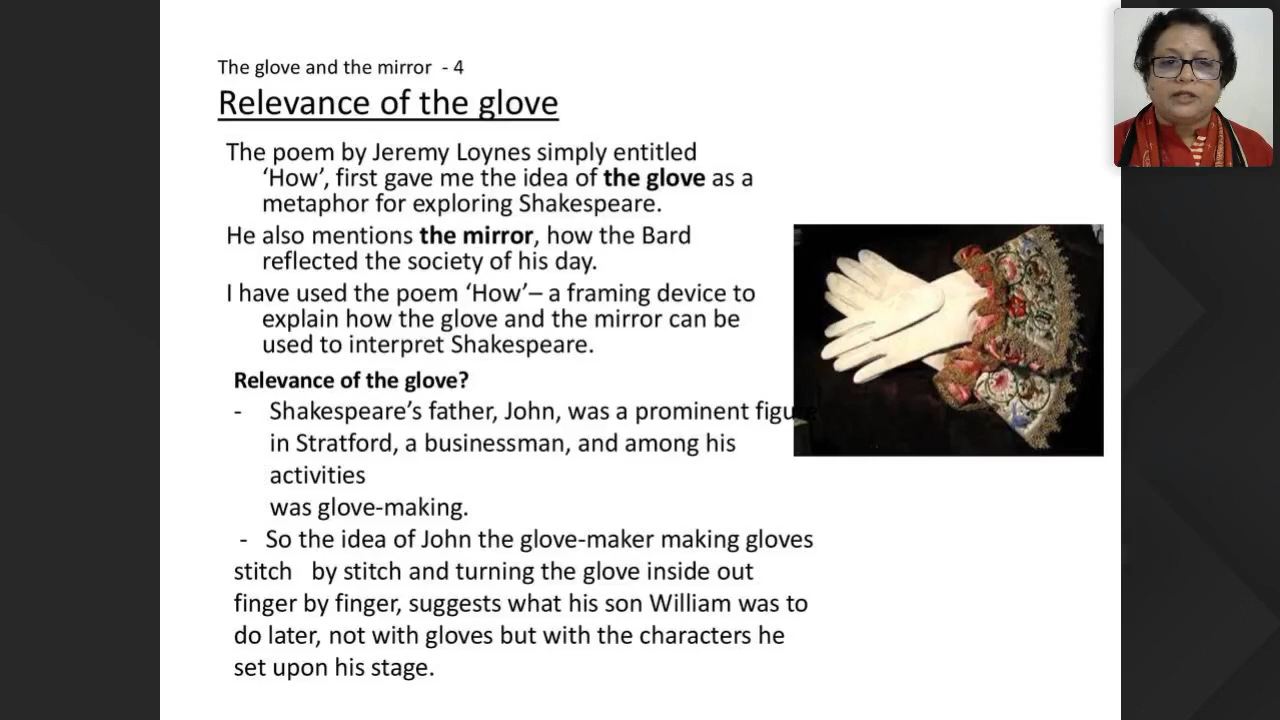 The glove and the mirror - 4
Relevance of the glove
The poem by Jeremy Loynes simply entitled
‘How’, first gave me the idea of the glove as a
metaphor for exploring Shakespeare.
He also mentions the mirror, how the Bard
reflected the society of his day.
I have used the poem ‘How’– a framing device to
explain how the glove and the mirror can be
used to interpret Shakespeare.
Relevance of the glove?
- Shakespeare’s father, John, was a prominent figure
in Stratford, a businessman, and among his
activities
was glove-making.
- So the idea of John the glove-maker making gloves
stitch by stitch and turning the glove inside out
finger by finger, suggests what his son William was to
do later, not with gloves but with the characters he
set upon his stage.